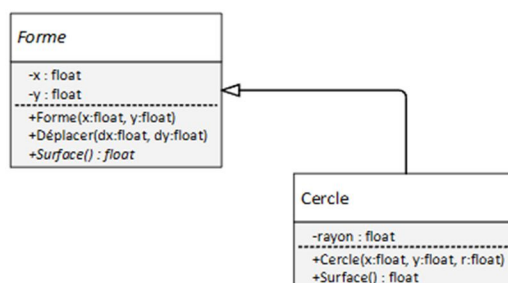 Forme
-x : float
-y : float
+Forme(x:float, y:float)
+Déplacer(dx:float, dy:float)
+Surface() : float
Cercle
-rayon : float
+Cercle(x:float, y:float, r:float)
+Surface() : float